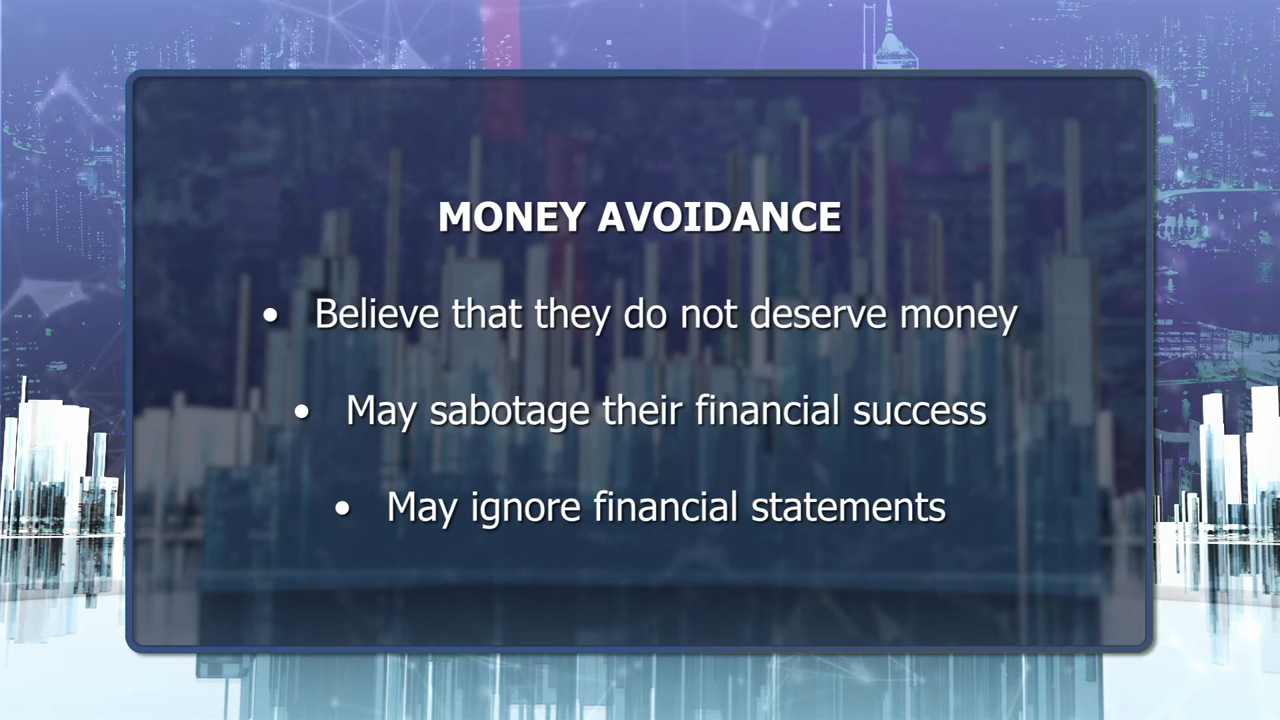 MONEY AVOIDANCE
• Believe that they do not deserve money
• May sabotage their financial success
• May ignore financial statements